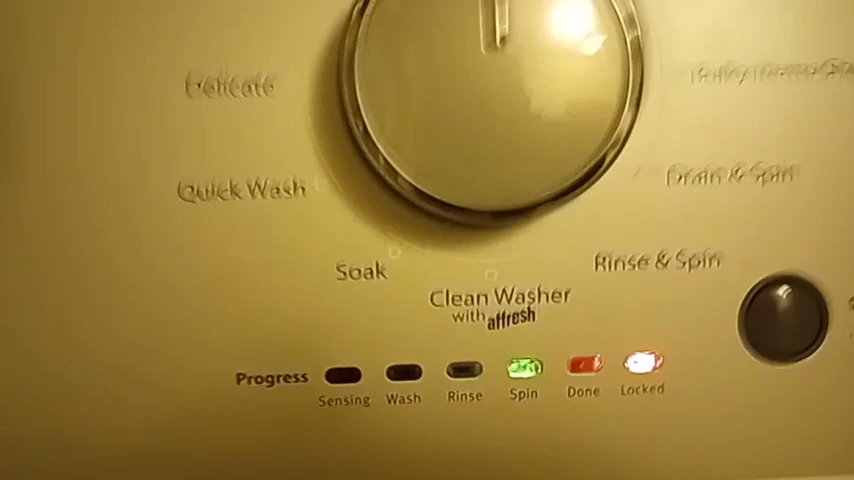 Delicate
Quick Wash
Drain & Spin
Soak
Rinse & Spin
Clean Washer
with affresh
Progress
Sensing Wash Rinse Spin Done Locked